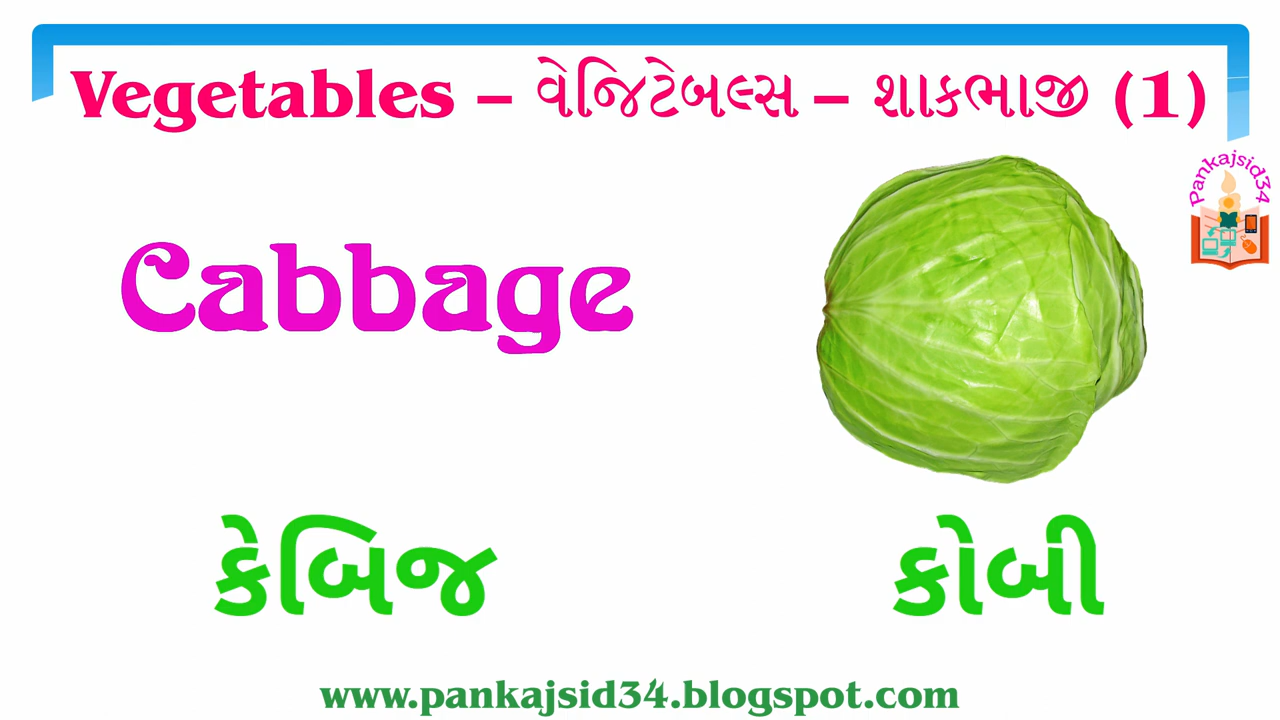 Vegetables – વેજિટેબલ્સ – શાકભાજી (1)
Pankajsid34
Cabbage
કેબિજ
કોબી
www.pankajsid34.blogspot.com